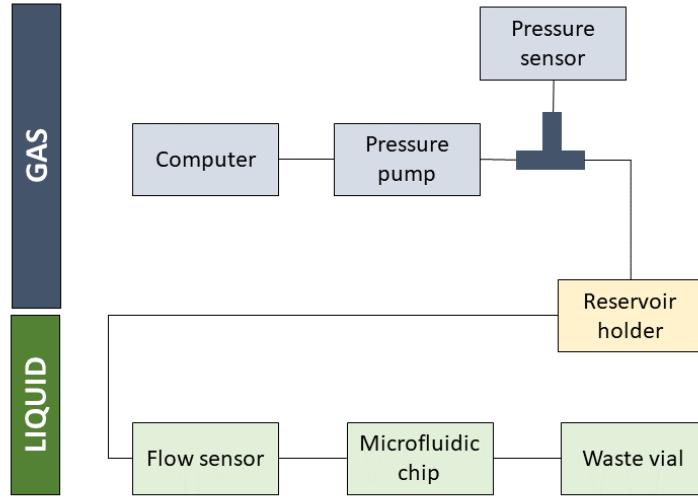 GAS
Pressure
sensor
Computer
Pressure
pump
Reservoir
holder
LIQUID
Flow sensor
Microfluidic
chip
Waste vial